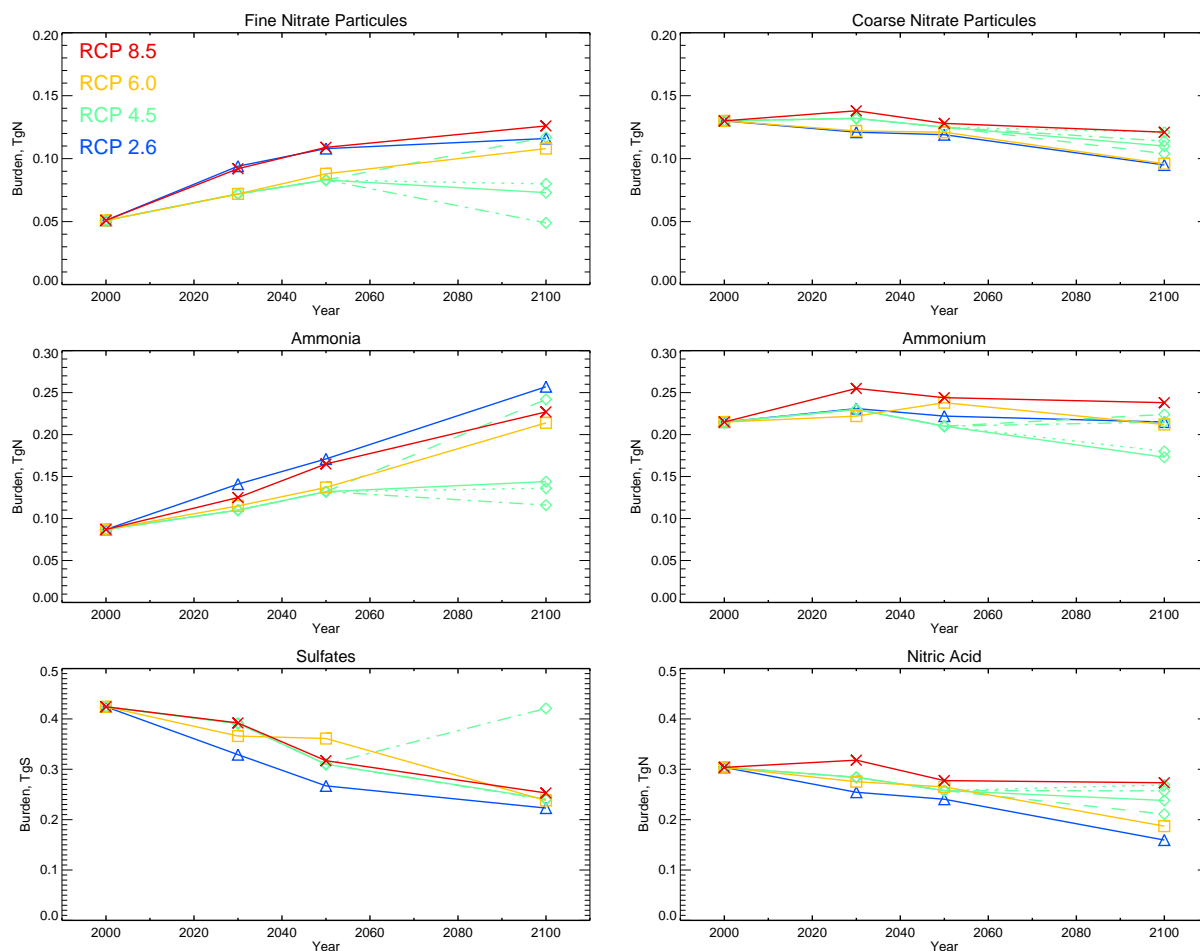 Fine Nitrate Particules
RCP 8.5
RCP 6.0
RCP 4.5
RCP 2.6
0.20
0.15
0.10
0.05
0.00
Burden, TgN
2000 2020 2040 2060 2080 2100
Year
Coarse Nitrate Particules
0.20
0.15
0.10
0.05
0.00
Burden, TgN
2000 2020 2040 2060 2080 2100
Year
Ammonia
0.30
0.25
0.20
0.15
0.10
0.05
0.00
Burden, TgN
2000 2020 2040 2060 2080 2100
Year
Ammonium
0.30
0.25
0.20
0.15
0.10
0.05
0.00
Burden, TgN
2000 2020 2040 2060 2080 2100
Year
Sulfates
0.5
0.4
0.3
0.2
0.1
0.0
Burden, TgS
2000 2020 2040 2060 2080 2100
Year
Nitric Acid
0.5
0.4
0.3
0.2
0.1
0.0
Burden, TgN
2000 2020 2040 2060 2080 2100
Year